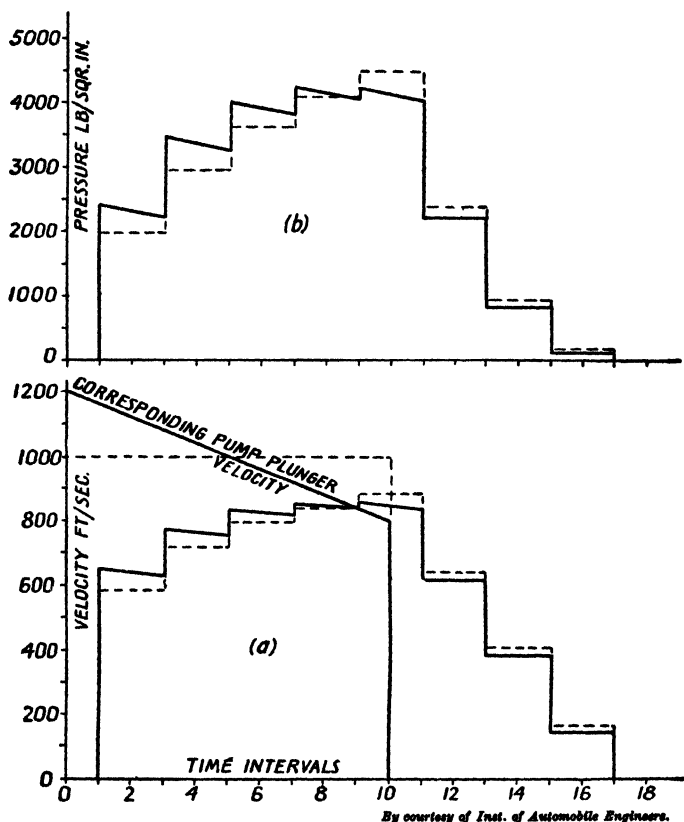 5000
4000
3000
2000
1000
0
PRESSURE LB/SQR. IN.
(b)
1200
1000
800
600
400
200
0
VELOCITY FT/SEC.
CORRESPONDING PUMP PLUNGER
VELOCITY
(a)
TIME INTERVALS
0 2 4 6 8 10 12 14 16 18
By courtesy of Inst. of Automobile Engineers.